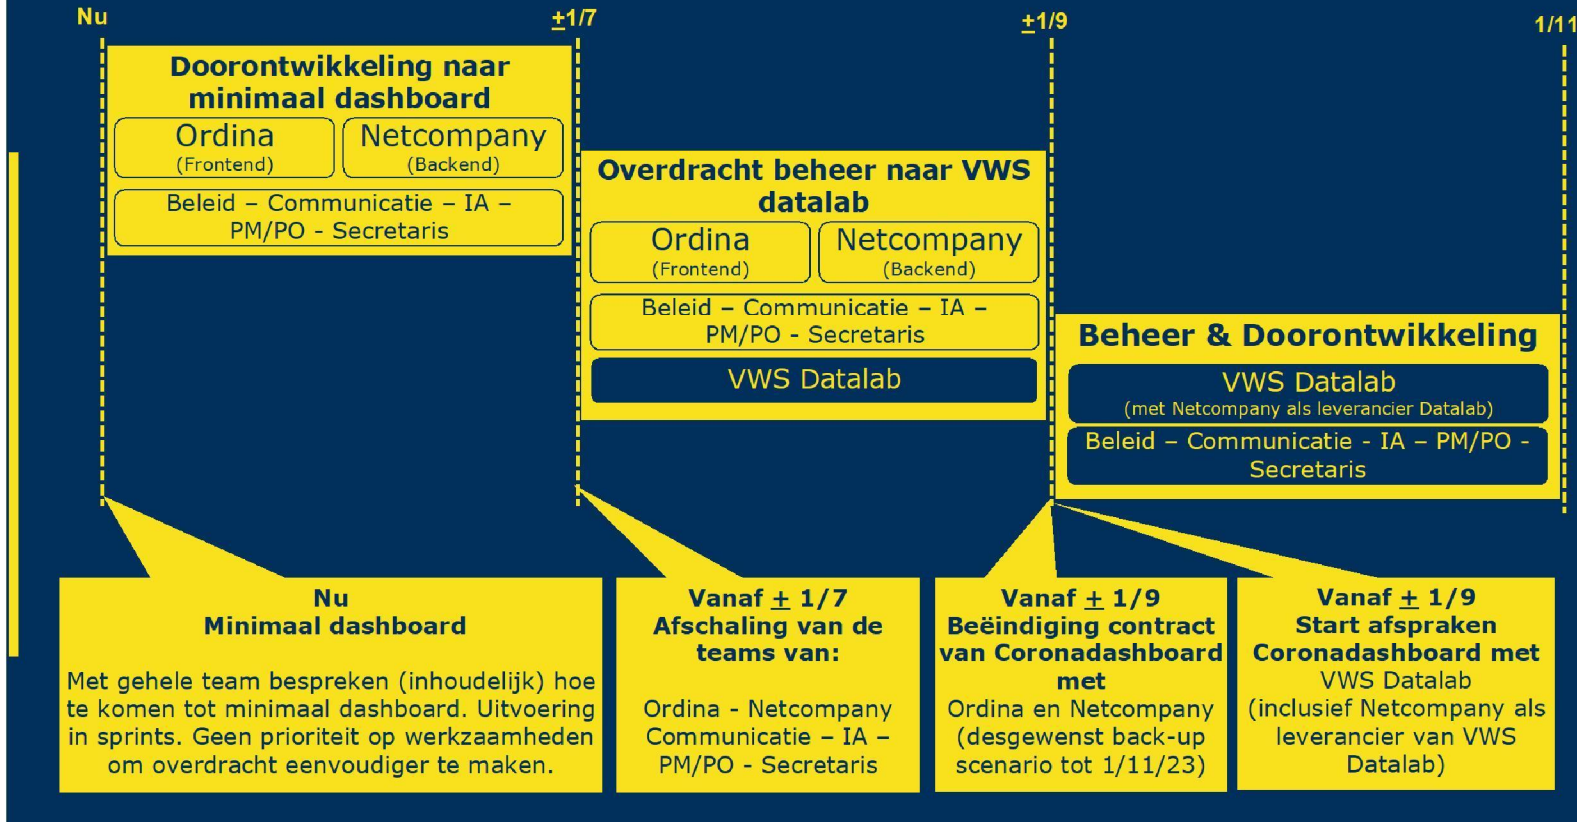 Nu
±1/7
±1/9
1/11
Doorontwikkeling naar
minimaal dashboard
Ordina
(Frontend)
Netcompany
(Backend)
Beleid – Communicatie – IA –
PM/PO - Secretaris
Overdracht beheer naar VWS
datalab
Ordina
(Frontend)
Netcompany
(Backend)
Beleid – Communicatie – IA –
PM/PO - Secretaris
VWS Datalab
Beheer & Doorontwikkeling
VWS Datalab
(met Netcompany als leverancier Datalab)
Beleid – Communicatie - IA – PM/PO -
Secretaris
Nu
Minimaal dashboard
Met gehele team bespreken (inhoudelijk) hoe
te komen tot minimaal dashboard. Uitvoering
in sprints. Geen prioriteit op werkzaamheden
om overdracht eenvoudiger te maken.
Vanaf ± 1/7
Afschaling van de
teams van:
Ordina - Netcompany
Communicatie – IA –
PM/PO - Secretaris
Vanaf ± 1/9
Beëindiging contract
van Coronadashboard
met
Ordina en Netcompany
(desgewenst back-up
scenario tot 1/11/23)
Vanaf ± 1/9
Start afspraken
Coronadashboard met
VWS Datalab
(inclusief Netcompany als
leverancier van VWS
Datalab)